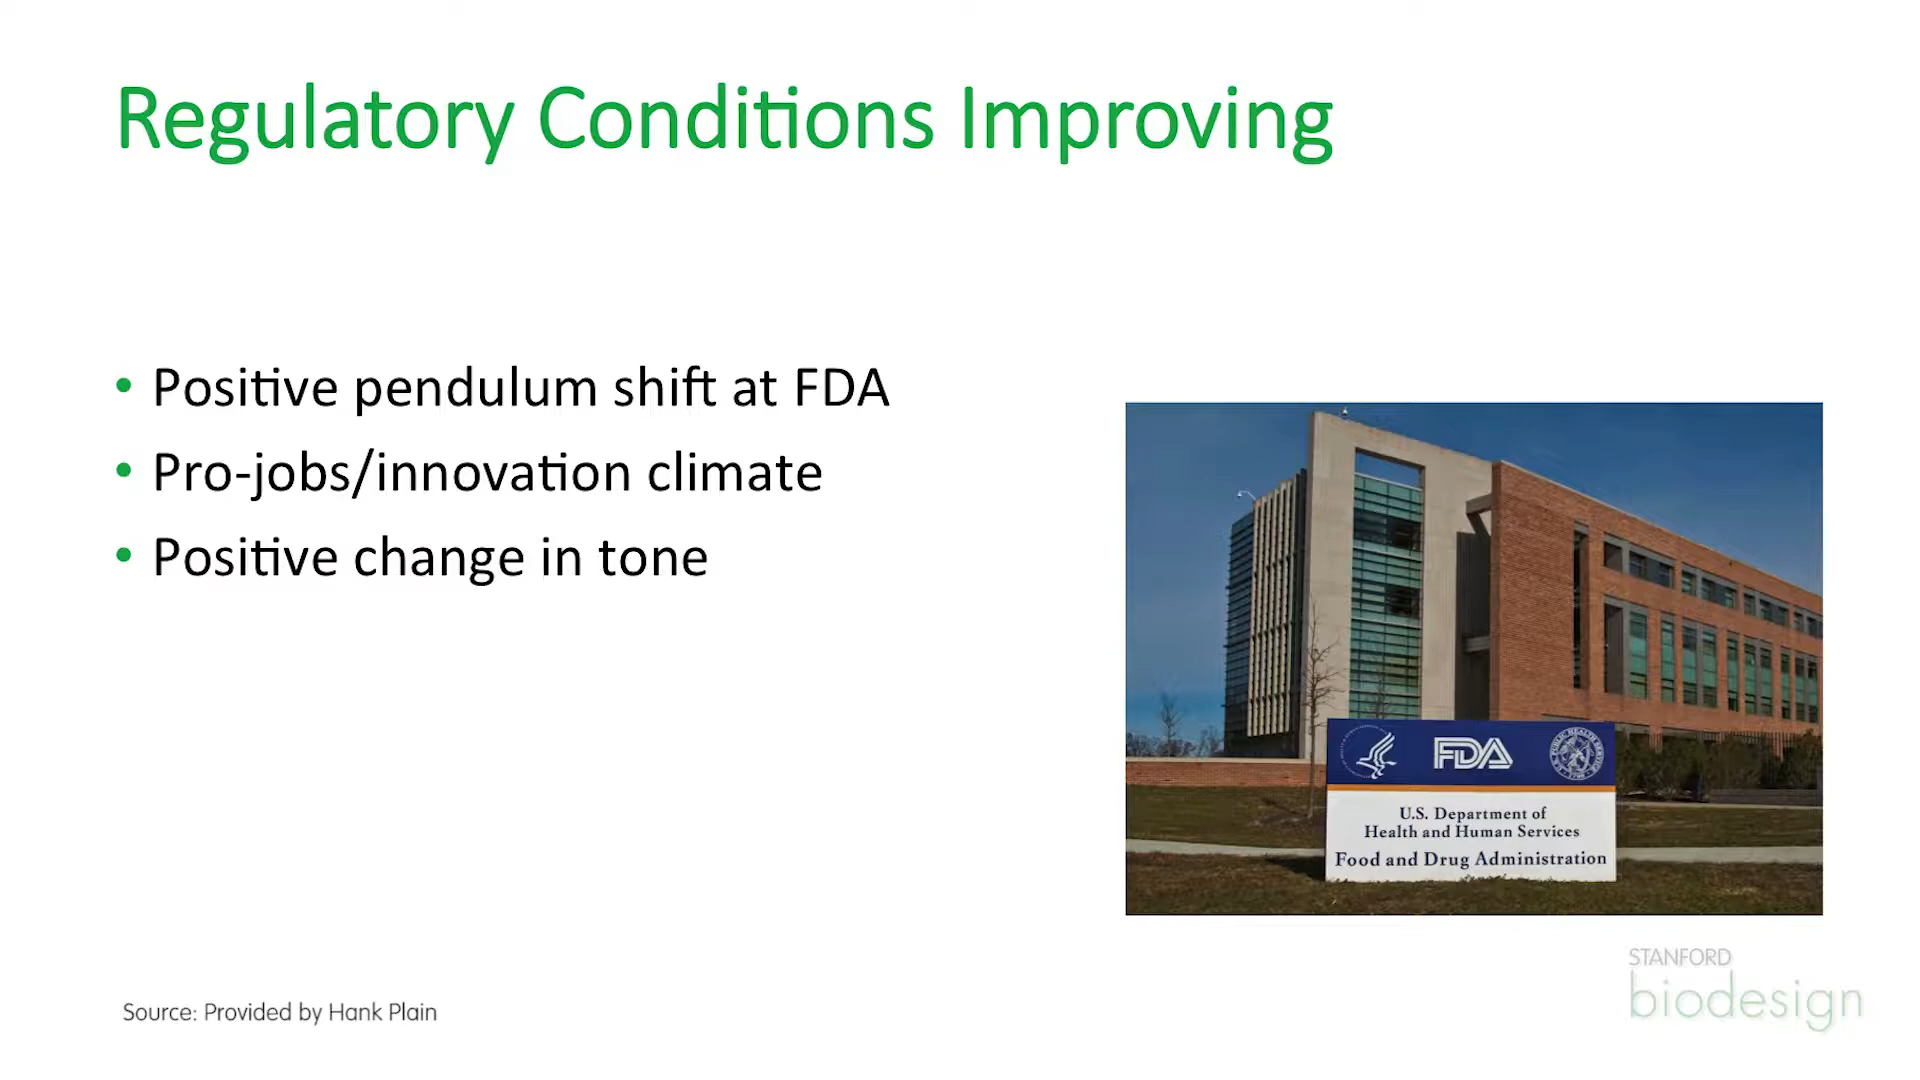 Regulatory Conditions Improving
• Positive pendulum shift at FDA
• Pro-jobs/innovation climate
• Positive change in tone
FDA
U.S. Department of
Health and Human Services
Food and Drug Administration
STANFORD
biodesign
Source: Provided by Hank Plain